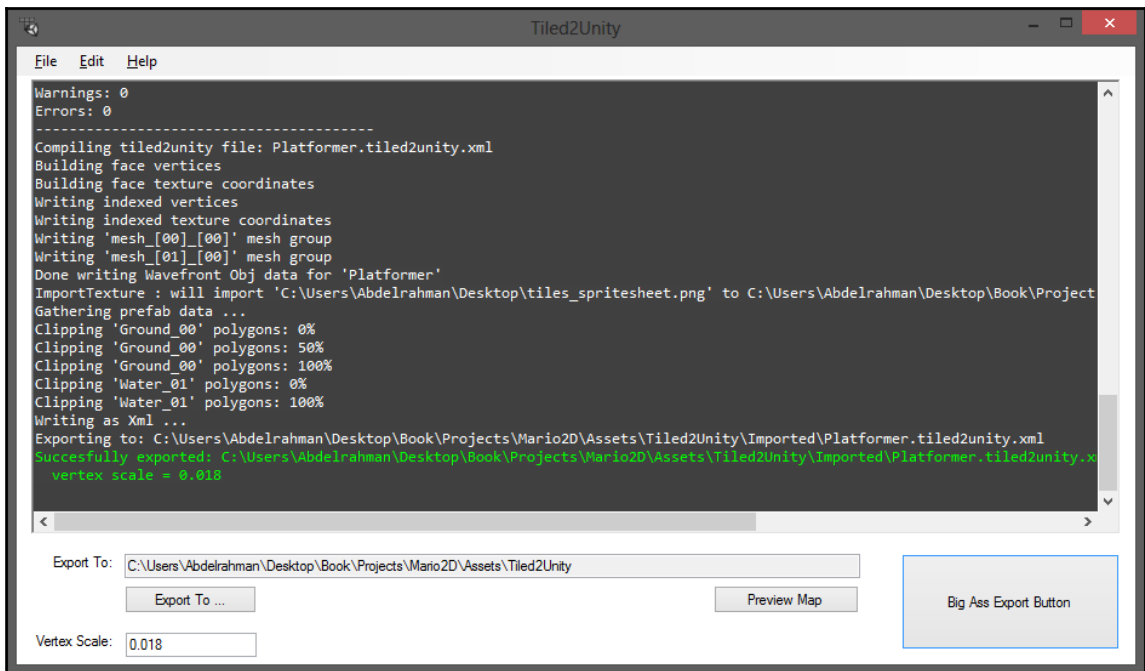 Tiled2Unity
File Edit Help
Warnings: 0
Errors: 0
----------------------------------------
Compiling tiled2unity file: Platformer.tiled2unity.xml
Building face vertices
Building face texture coordinates
Writing indexed vertices
Writing indexed texture coordinates
Writing 'mesh_[00]_[00]' mesh group
Writing 'mesh_[01]_[00]' mesh group
Done writing Wavefront Obj data for 'Platformer'
ImportTexture : will import 'C:\Users\Abdelrahman\Desktop\tiles_spritesheet.png' to C:\Users\Abdelrahman\Desktop\Book\Project
Gathering prefab data ...
Clipping 'Ground_00' polygons: 0%
Clipping 'Ground_00' polygons: 50%
Clipping 'Ground_00' polygons: 100%
Clipping 'Water_01' polygons: 0%
Clipping 'Water_01' polygons: 100%
Writing as Xml ...
Exporting to: C:\Users\Abdelrahman\Desktop\Book\Projects\Mario2D\Assets\Tiled2Unity\Imported\Platformer.tiled2unity.xml
Succesfully exported: C:\Users\Abdelrahman\Desktop\Book\Projects\Mario2D\Assets\Tiled2Unity\Imported\Platformer.tiled2unity.x
vertex scale = 0.018
Export To: C:\Users\Abdelrahman\Desktop\Book\Projects\Mario2D\Assets\Tiled2Unity
Export To ... Preview Map Big Ass Export Button
Vertex Scale: 0.018